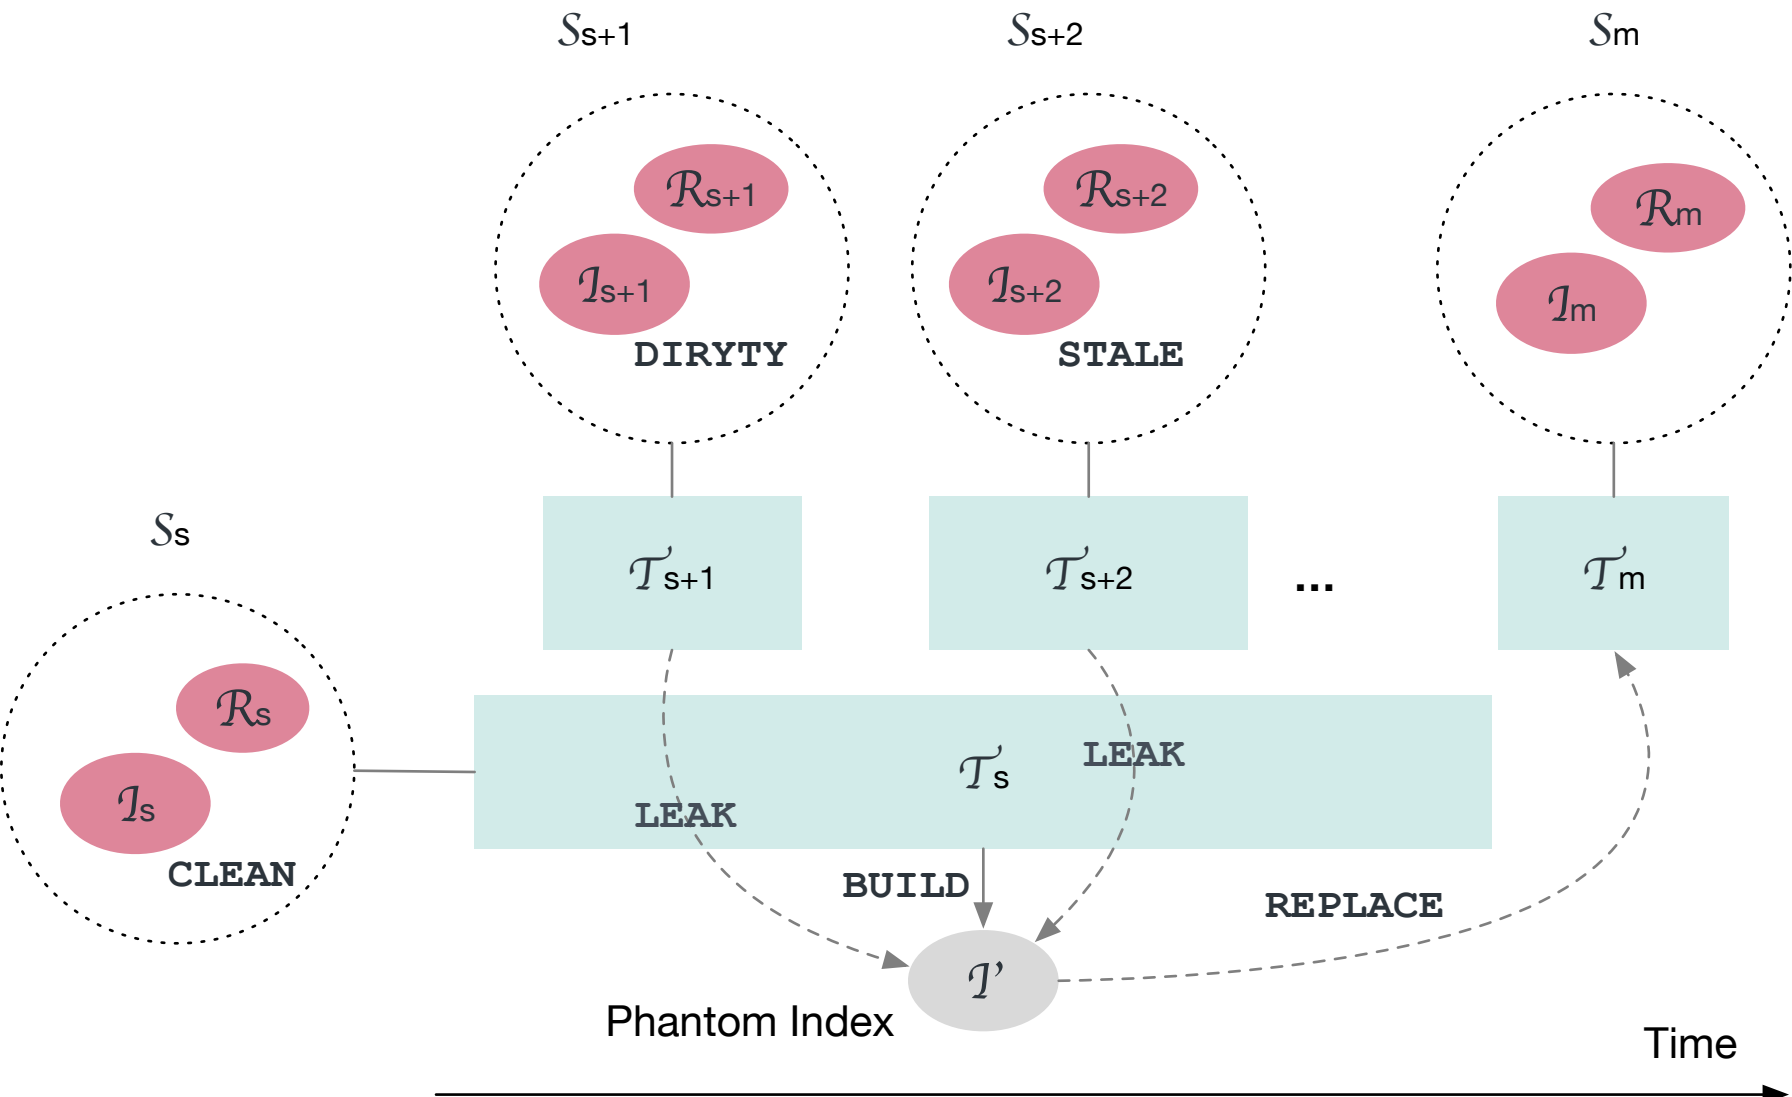 𝒮s+1
𝒮s+2
𝒮m
ℛs+1
ℛs+2
ℛm
ℐs+1
ℐs+2
ℐm
DIRYTY
STALE
𝒮s
𝒯s+1
𝒯s+2
...
𝒯m
ℛs
ℐs
CLEAN
𝒯s
LEAK
LEAK
BUILD
REPLACE
ℐ’
Phantom Index
Time